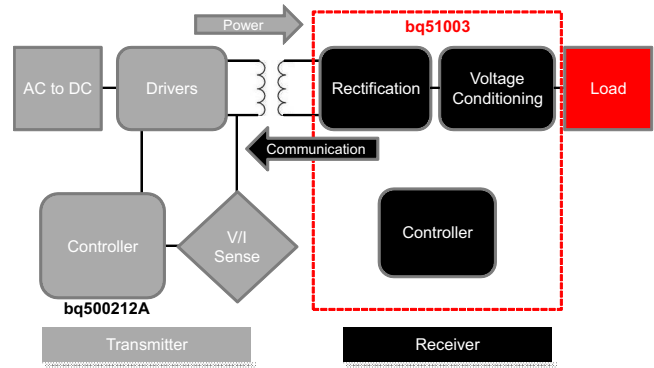 Power
bq51003
AC to DC
Drivers
Rectification
Voltage
Conditioning
Load
Communication
Controller
V/I
Sense
Controller
bq500212A
Transmitter
Receiver